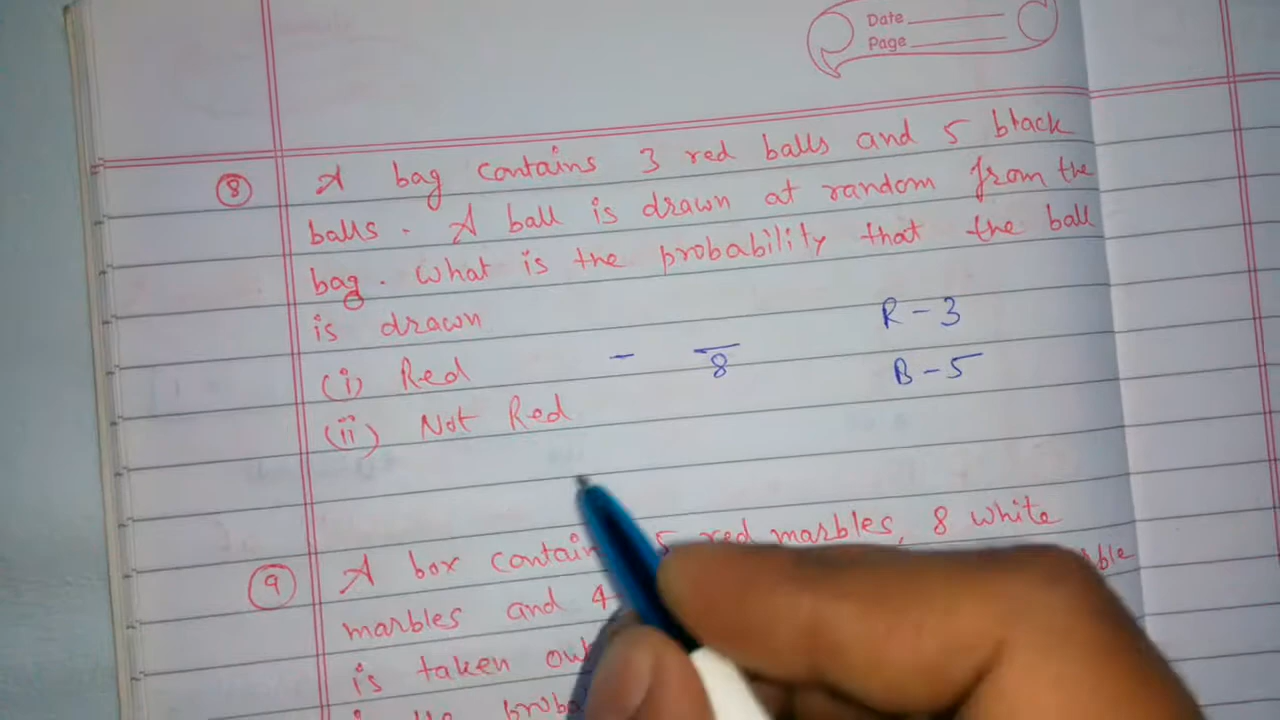 Date
Page
(8) A bag contains 3 red balls and 5 black
balls. A ball is drawn at random from the
bag. What is the probability that the ball
is drawn
R - 3
(i) Red - 8
B - 5
(ii) Not Red
(9) A box contain 5 red marbles, 8 white
marbles and 4
is taken out